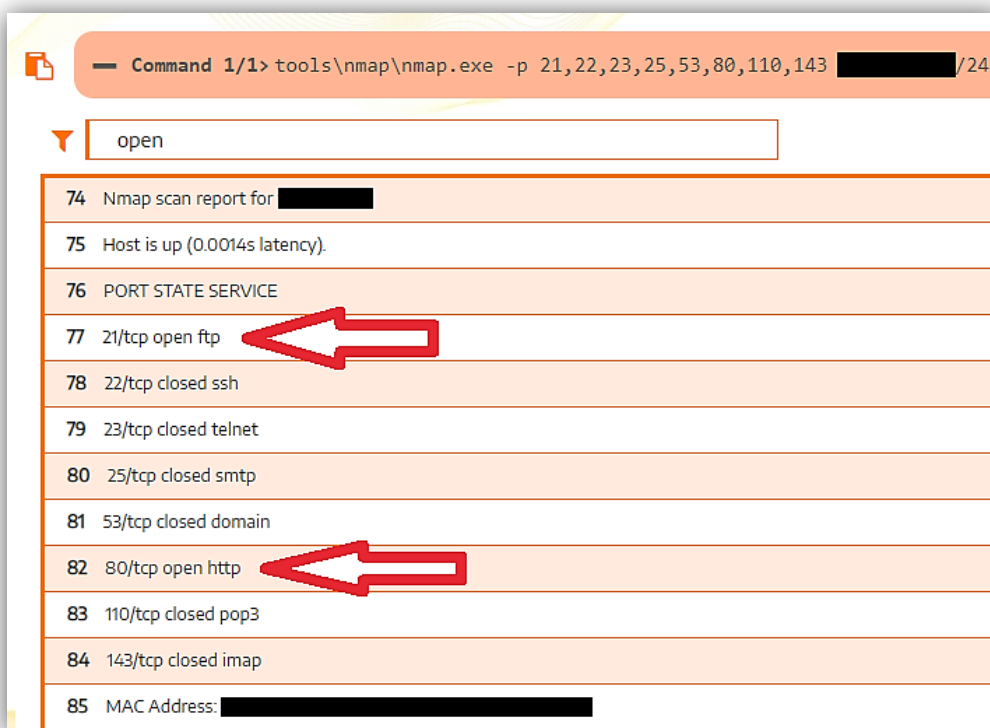 Command 1/1> tools\nmap\nmap.exe -p 21,22,23,25,53,80,110,143 /24
open
74 Nmap scan report for
75 Host is up (0.0014s latency).
76 PORT STATE SERVICE
77 21/tcp open ftp
78 22/tcp closed ssh
79 23/tcp closed telnet
80 25/tcp closed smtp
81 53/tcp closed domain
82 80/tcp open http
83 110/tcp closed pop3
84 143/tcp closed imap
85 MAC Address: